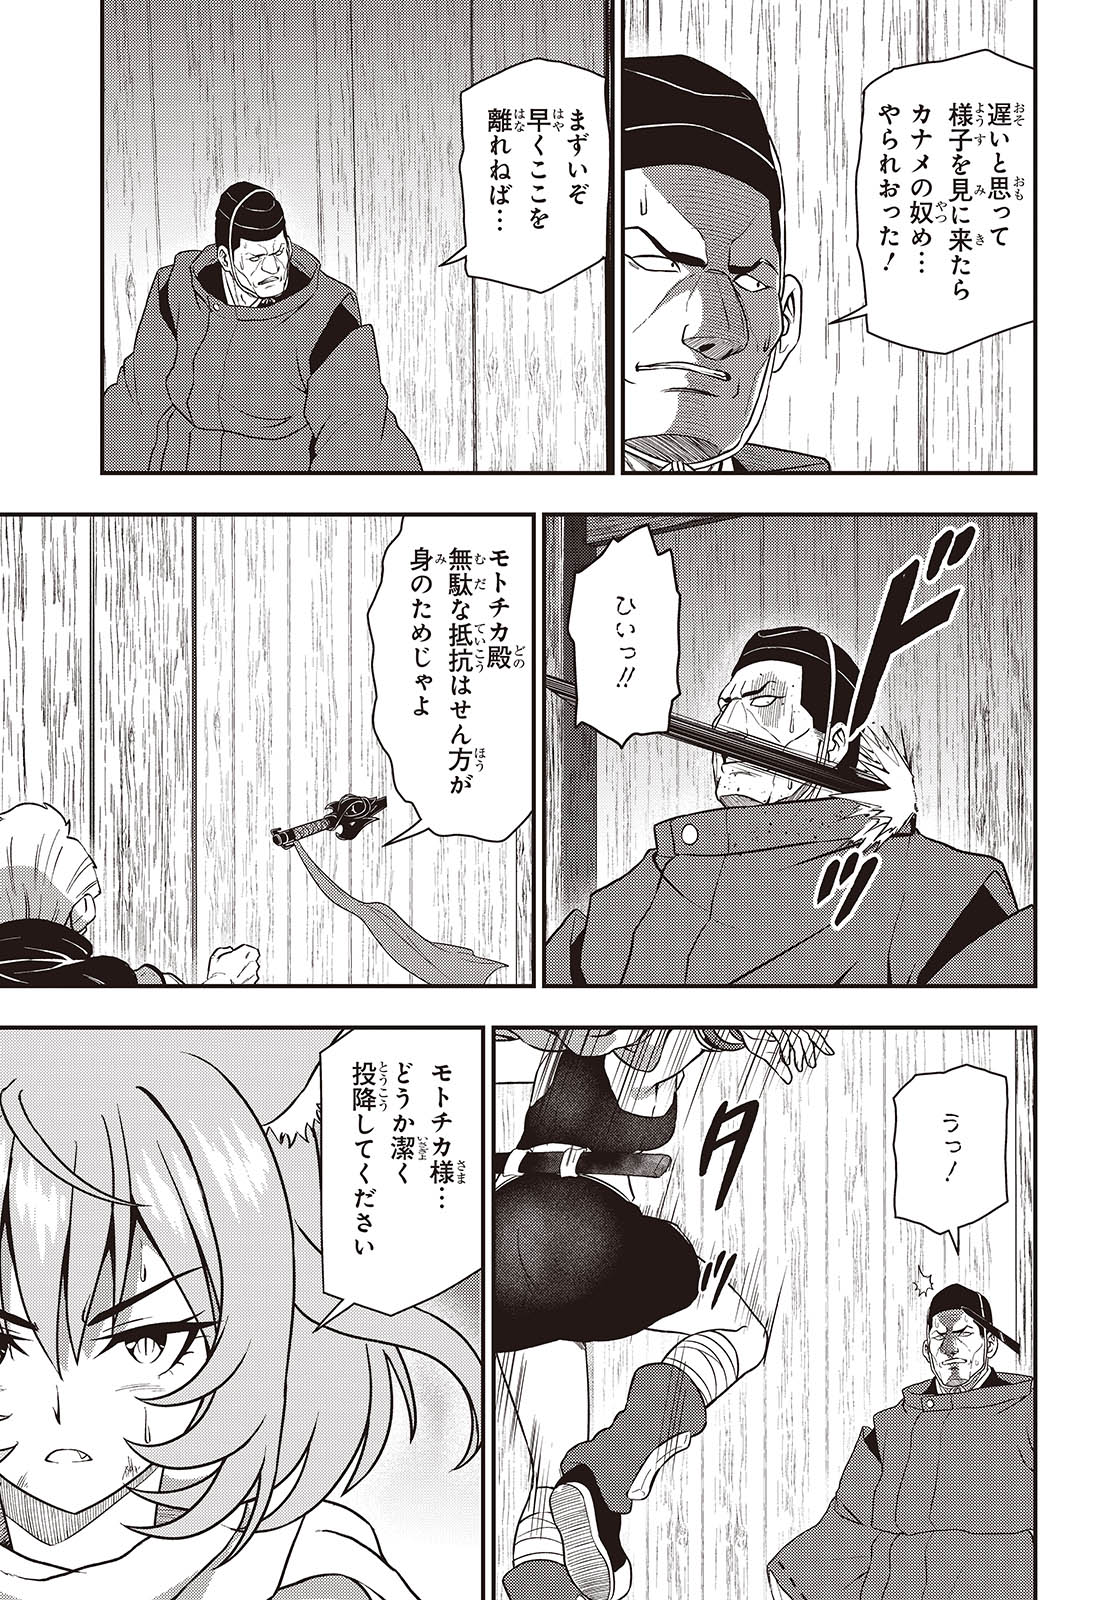 遅いと思って
様子を見に来たら
カナメの奴め…
やられおった!
まずいぞ
早くここを
離れねば…
ひいっ!!
ドドッ
モトチカ殿
無駄な抵抗はせん方が
身のためじゃよ
うっ!
タッ
モトチカ様…
どうか潔く
投降してください